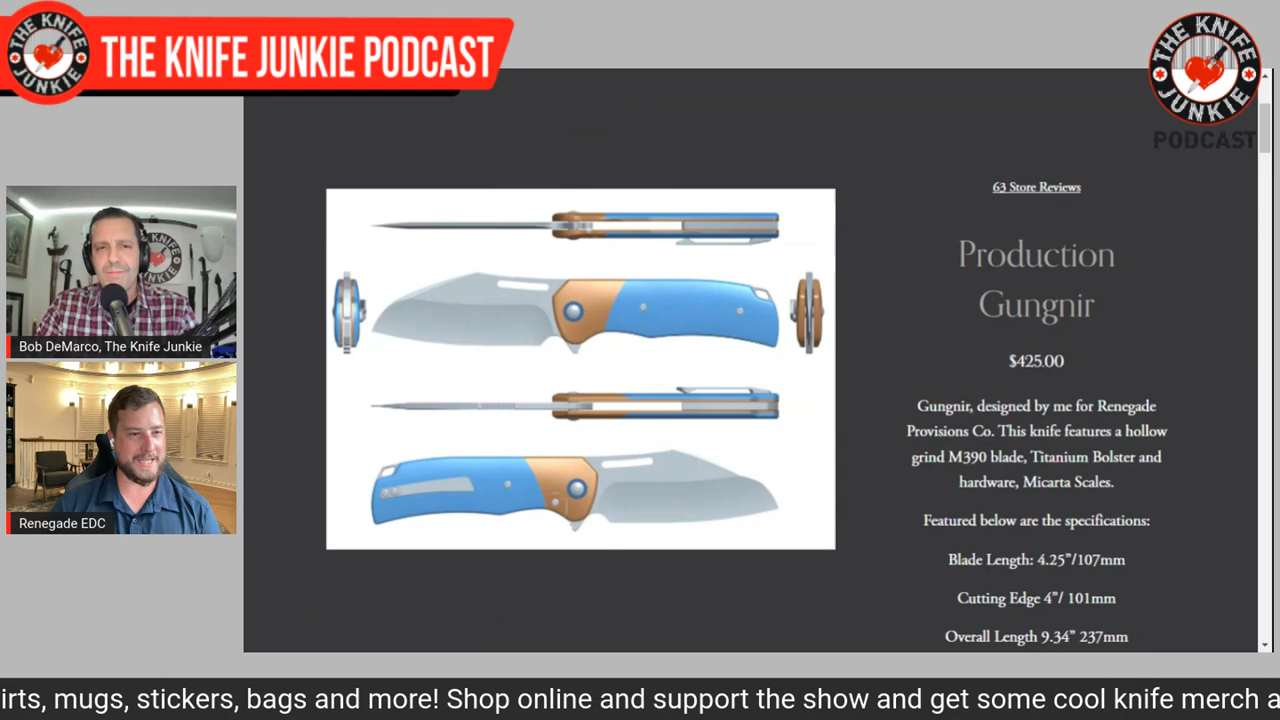 THE KNIFE JUNKIE
THE KNIFE JUNKIE PODCAST
THE KNIFE JUNKIE
PODCAST
63 Store Reviews
Production
Gungnir
$425.00
Gungnir, designed by me for Renegade
Provisions Co. This knife features a hollow
grind M390 blade, Titanium Bolster and
hardware, Micarta Scales.
Featured below are the specifications:
Blade Length: 4.25”/107mm
Cutting Edge 4”/ 101mm
Overall Length 9.34” 237mm
Bob DeMarco, The Knife Junkie
Renegade EDC
irts, mugs, stickers, bags and more! Shop online and support the show and get some cool knife merch a